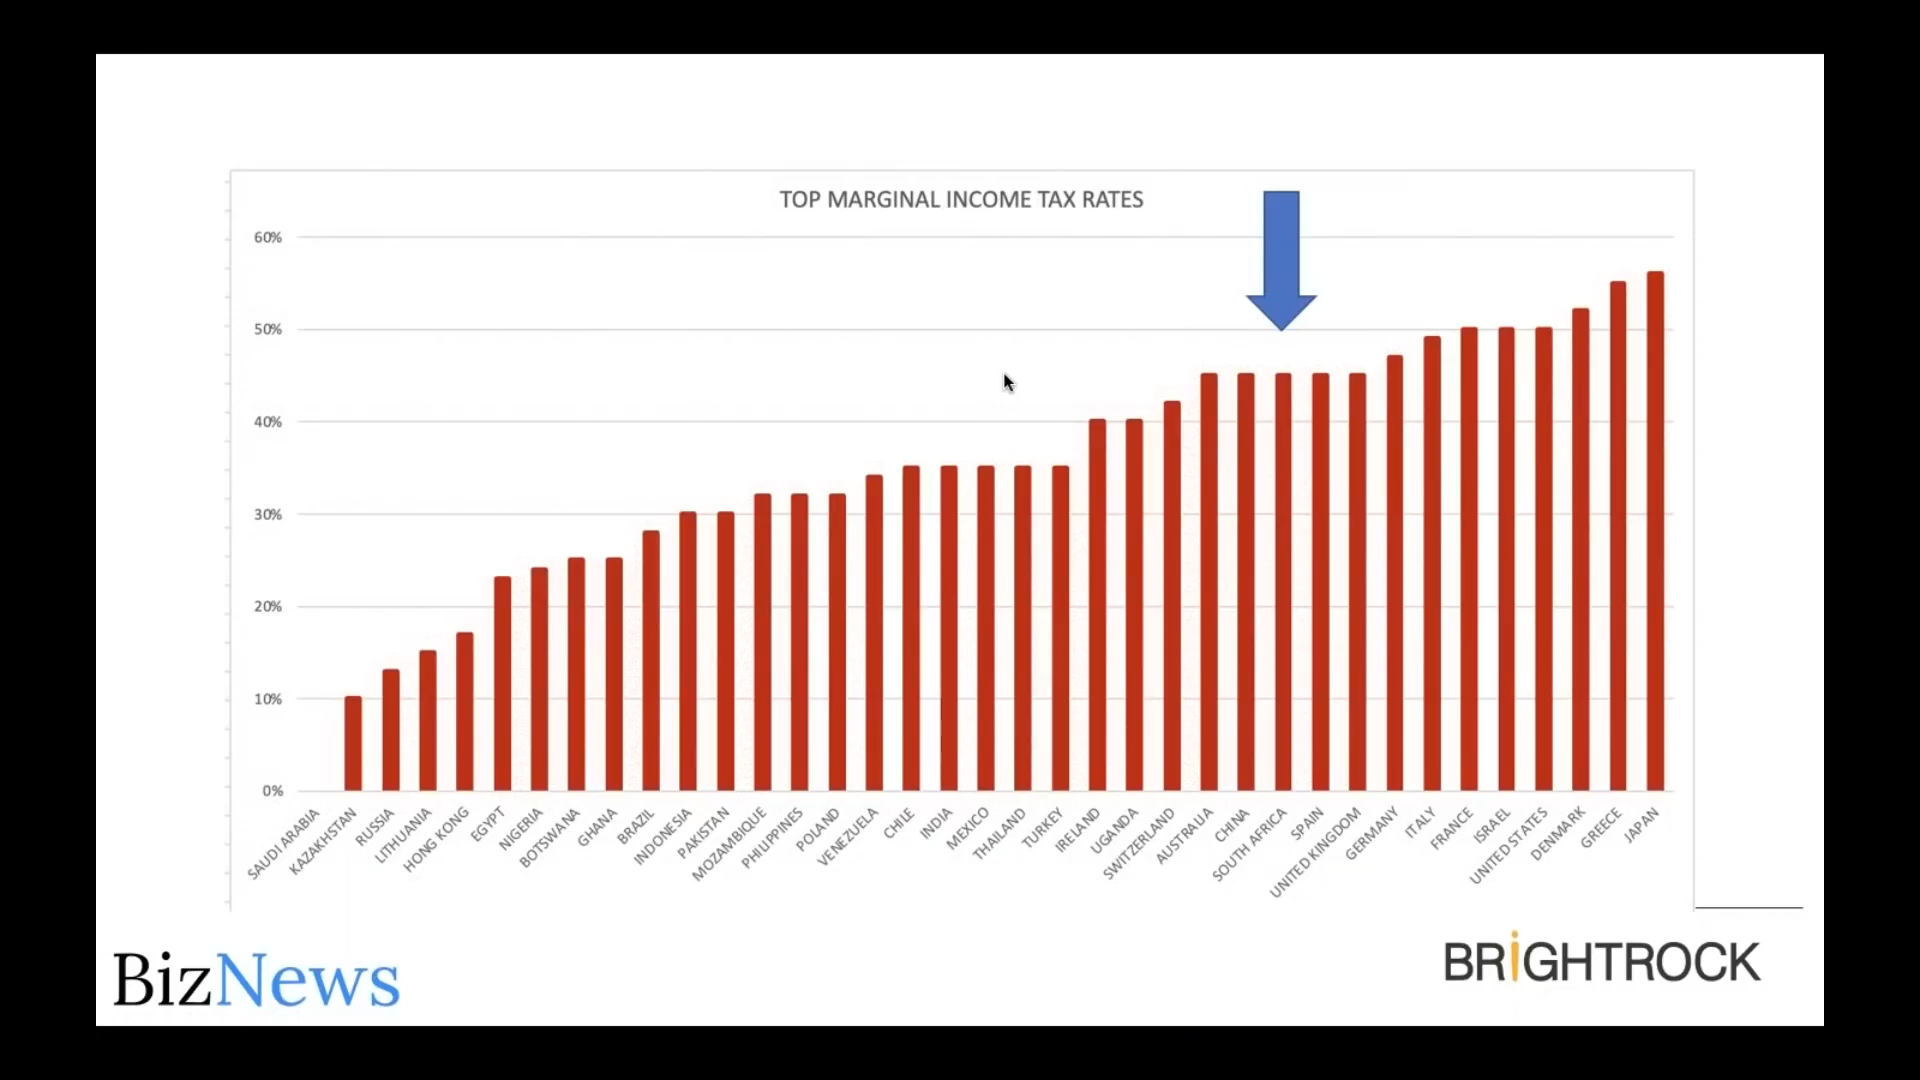 TOP MARGINAL INCOME TAX RATES
60%
50%
40%
30%
20%
10%
0%
SAUDI ARABIA
KAZAKHSTAN
RUSSIA
LITHUANIA
HONG KONG
EGYPT
NIGERIA
BOTSWANA
GHANA
BRAZIL
INDONESIA
PAKISTAN
MOZAMBIQUE
PHILIPPINES
POLAND
VENEZUELA
CHILE
INDIA
MEXICO
THAILAND
TURKEY
IRELAND
UGANDA
SWITZERLAND
AUSTRALIA
CHINA
SOUTH AFRICA
SPAIN
UNITED KINGDOM
GERMANY
ITALY
FRANCE
ISRAEL
UNITED STATES
DENMARK
GREECE
JAPAN
BizNews
BRiGHTROCK